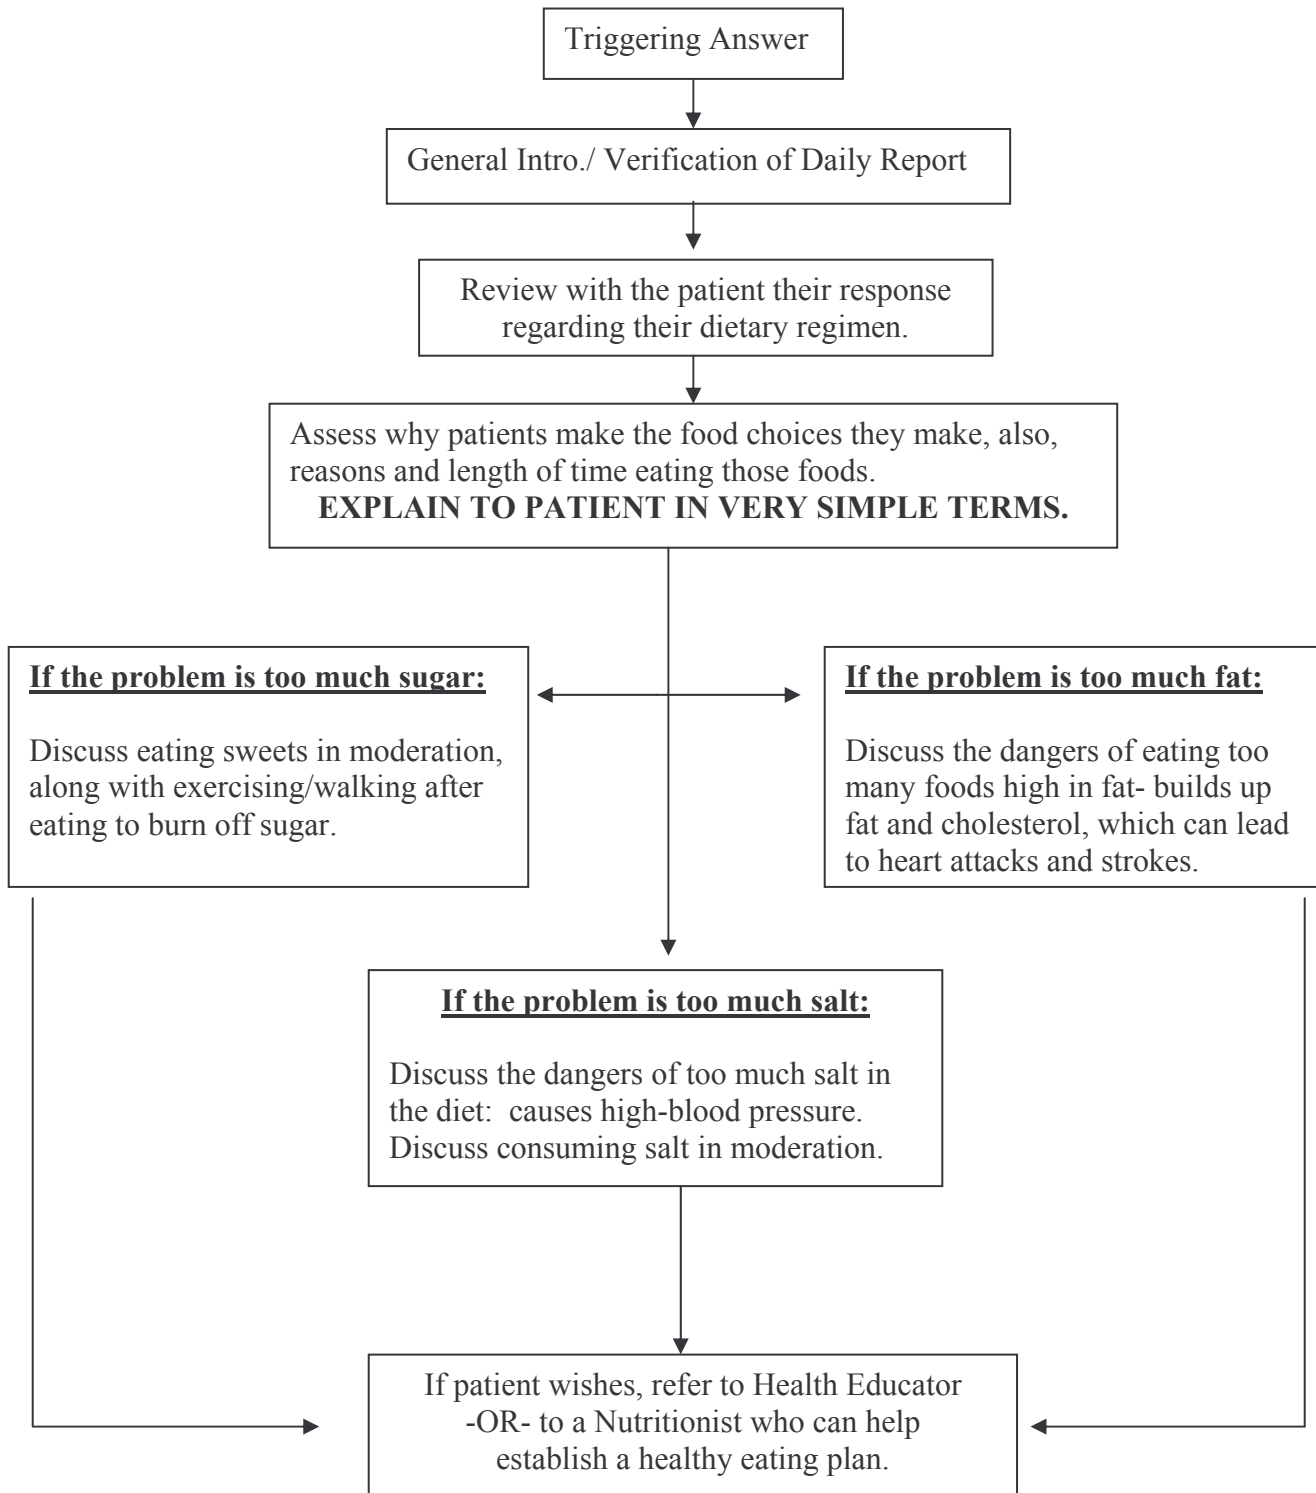 Triggering Answer
General Intro./ Verification of Daily Report
Review with the patient their response
regarding their dietary regimen.
Assess why patients make the food choices they make, also,
reasons and length of time eating those foods.
EXPLAIN TO PATIENT IN VERY SIMPLE TERMS.
If the problem is too much sugar:
Discuss eating sweets in moderation,
along with exercising/walking after
eating to burn off sugar.
If the problem is too much fat:
Discuss the dangers of eating too
many foods high in fat- builds up
fat and cholesterol, which can lead
to heart attacks and strokes.
If the problem is too much salt:
Discuss the dangers of too much salt in
the diet:  causes high-blood pressure.
Discuss consuming salt in moderation.
If patient wishes, refer to Health Educator
-OR- to a Nutritionist who can help
establish a healthy eating plan.